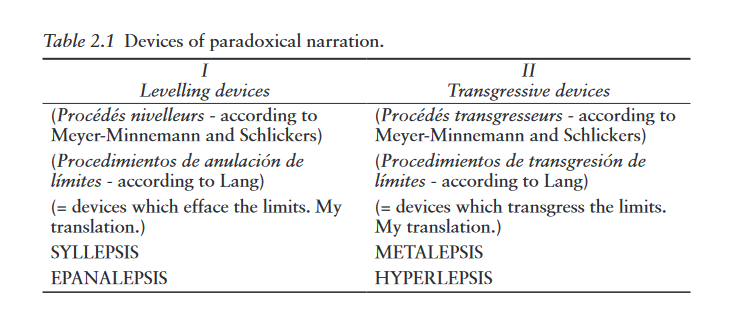 Table 2.1 Devices of paradoxical narration.
I
Levelling devices
(Procédés nivelleurs - according to
Meyer-Minnemann and Schlickers)
(Procedimientos de anulación de
límites - according to Lang)
(= devices which efface the limits. My
translation.)
SYLLEPSIS
EPANALEPSIS
II
Transgressive devices
(Procédés transgresseurs - according to
Meyer-Minnemann and Schlickers)
(Procedimientos de transgresión de
límites - according to Lang)
(= devices which transgress the limits.
My translation.)
METALEPSIS
HYPERLEPSIS